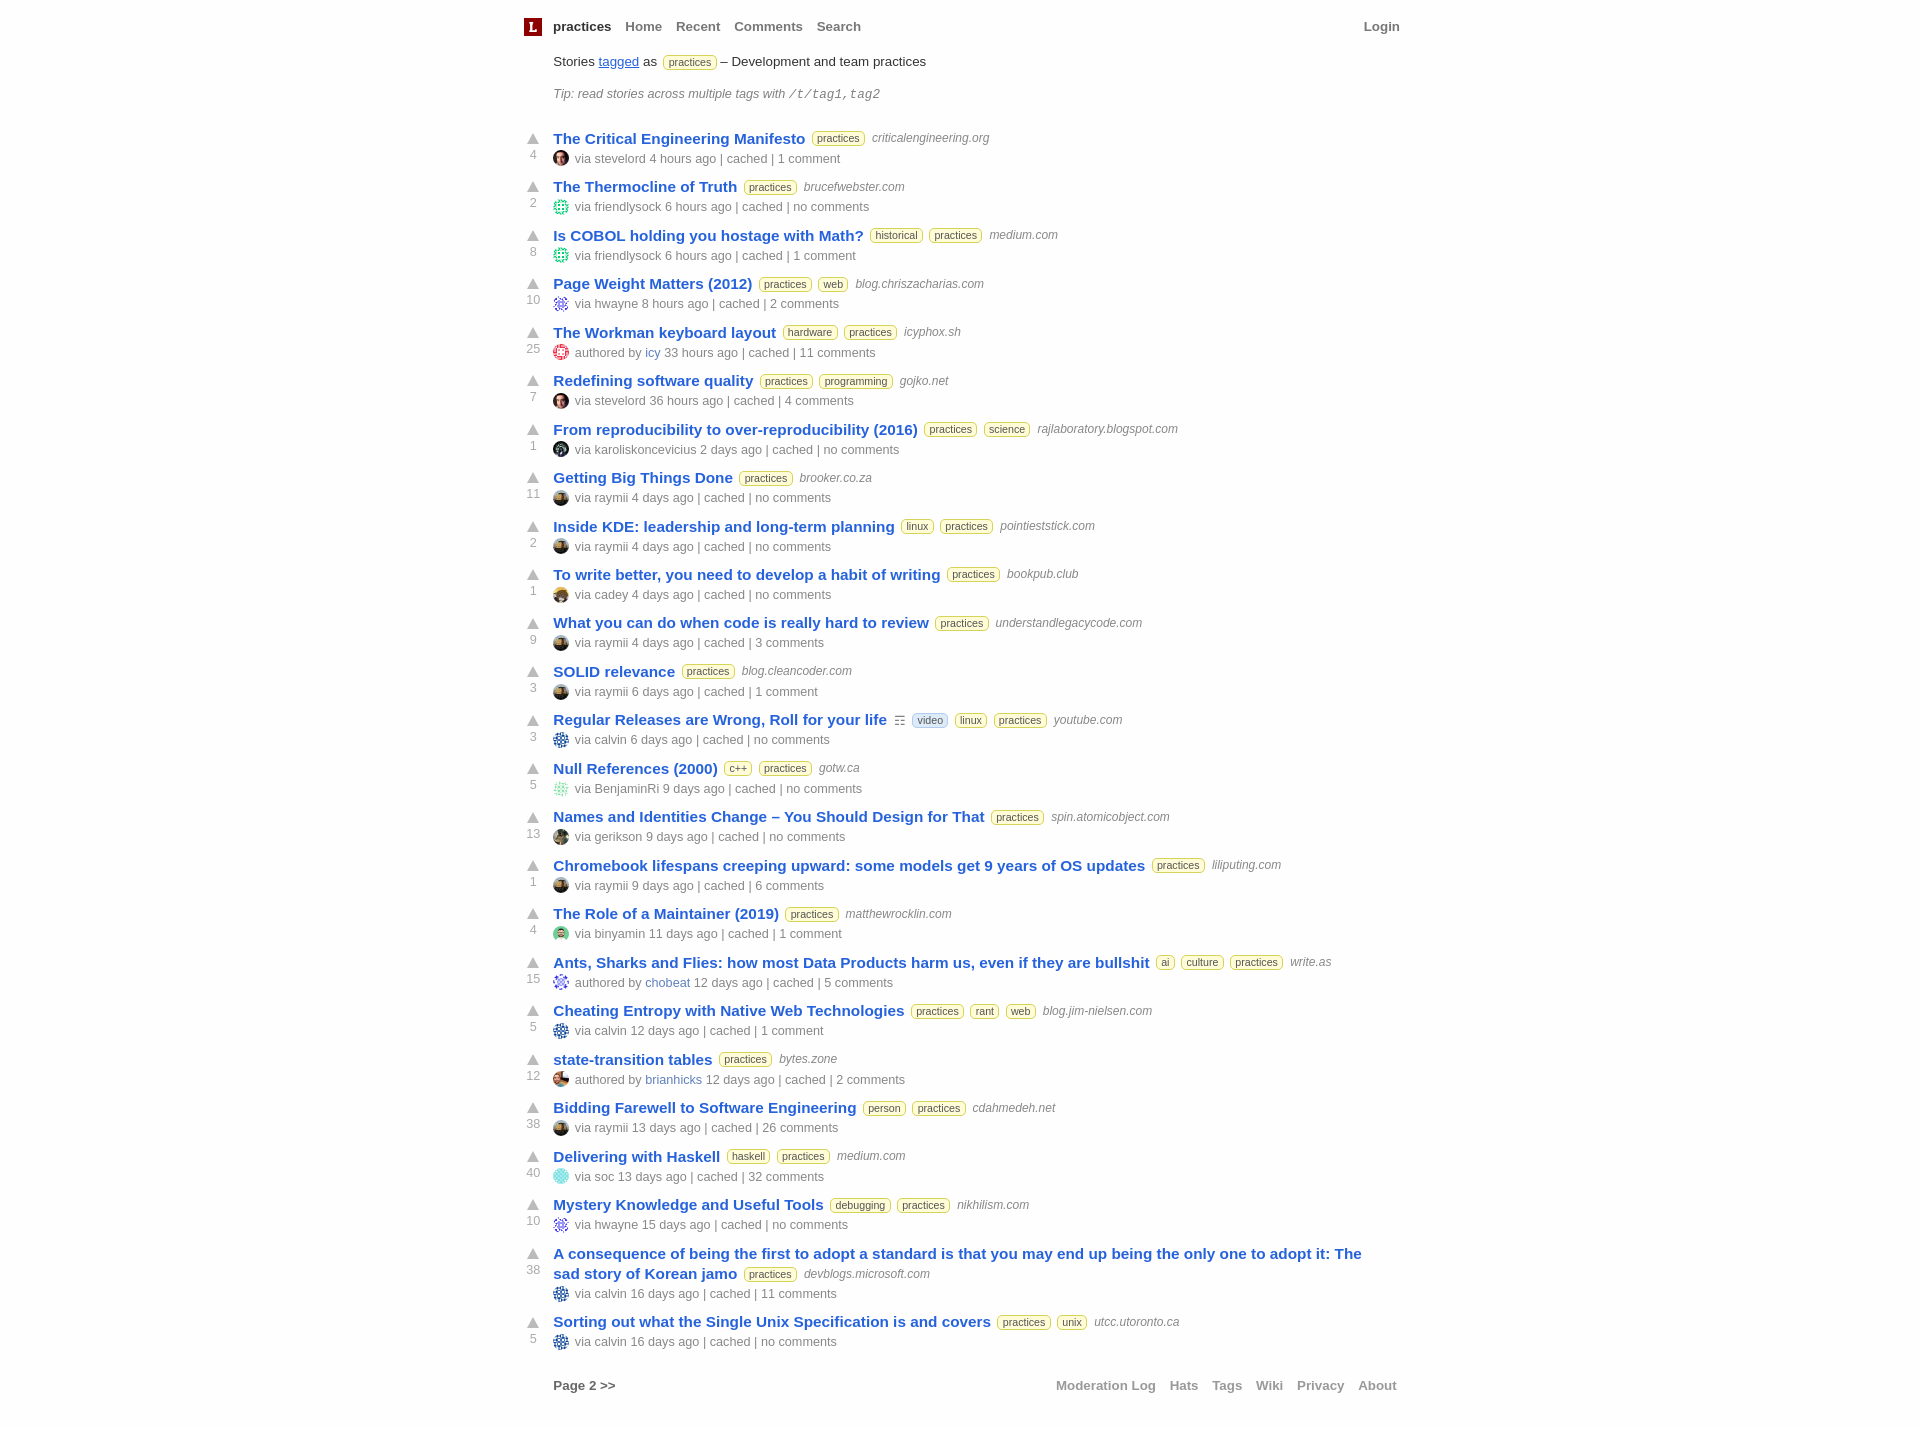 L practices Home Recent Comments Search Login
Stories tagged as practices – Development and team practices
Tip: read stories across multiple tags with /t/tag1,tag2
The Critical Engineering Manifesto practices criticalengineering.org
4 via stevelord 4 hours ago | cached | 1 comment
The Thermocline of Truth practices brucefwebster.com
2 via friendlysock 6 hours ago | cached | no comments
Is COBOL holding you hostage with Math? historical practices medium.com
8 via friendlysock 6 hours ago | cached | 1 comment
Page Weight Matters (2012) practices web blog.chriszacharias.com
10 via hwayne 8 hours ago | cached | 2 comments
The Workman keyboard layout hardware practices icyphox.sh
25 authored by icy 33 hours ago | cached | 11 comments
Redefining software quality practices programming gojko.net
7 via stevelord 36 hours ago | cached | 4 comments
From reproducibility to over-reproducibility (2016) practices science rajlaboratory.blogspot.com
1 via karoliskoncevicius 2 days ago | cached | no comments
Getting Big Things Done practices brooker.co.za
11 via raymii 4 days ago | cached | no comments
Inside KDE: leadership and long-term planning linux practices pointieststick.com
2 via raymii 4 days ago | cached | no comments
To write better, you need to develop a habit of writing practices bookpub.club
1 via cadey 4 days ago | cached | no comments
What you can do when code is really hard to review practices understandlegacycode.com
9 via raymii 4 days ago | cached | 3 comments
SOLID relevance practices blog.cleancoder.com
3 via raymii 6 days ago | cached | 1 comment
Regular Releases are Wrong, Roll for your life ☶ video linux practices youtube.com
3 via calvin 6 days ago | cached | no comments
Null References (2000) c++ practices gotw.ca
5 via BenjaminRi 9 days ago | cached | no comments
Names and Identities Change – You Should Design for That practices spin.atomicobject.com
13 via gerikson 9 days ago | cached | no comments
Chromebook lifespans creeping upward: some models get 9 years of OS updates practices liliputing.com
1 via raymii 9 days ago | cached | 6 comments
The Role of a Maintainer (2019) practices matthewrocklin.com
4 via binyamin 11 days ago | cached | 1 comment
Ants, Sharks and Flies: how most Data Products harm us, even if they are bullshit ai culture practices write.as
15 authored by chobeat 12 days ago | cached | 5 comments
Cheating Entropy with Native Web Technologies practices rant web blog.jim-nielsen.com
5 via calvin 12 days ago | cached | 1 comment
state-transition tables practices bytes.zone
12 authored by brianhicks 12 days ago | cached | 2 comments
Bidding Farewell to Software Engineering person practices cdahmedeh.net
38 via raymii 13 days ago | cached | 26 comments
Delivering with Haskell haskell practices medium.com
40 via soc 13 days ago | cached | 32 comments
Mystery Knowledge and Useful Tools debugging practices nikhilism.com
10 via hwayne 15 days ago | cached | no comments
A consequence of being the first to adopt a standard is that you may end up being the only one to adopt it: The
38 sad story of Korean jamo practices devblogs.microsoft.com
via calvin 16 days ago | cached | 11 comments
Sorting out what the Single Unix Specification is and covers practices unix utcc.utoronto.ca
5 via calvin 16 days ago | cached | no comments
Page 2 >> Moderation Log Hats Tags Wiki Privacy About